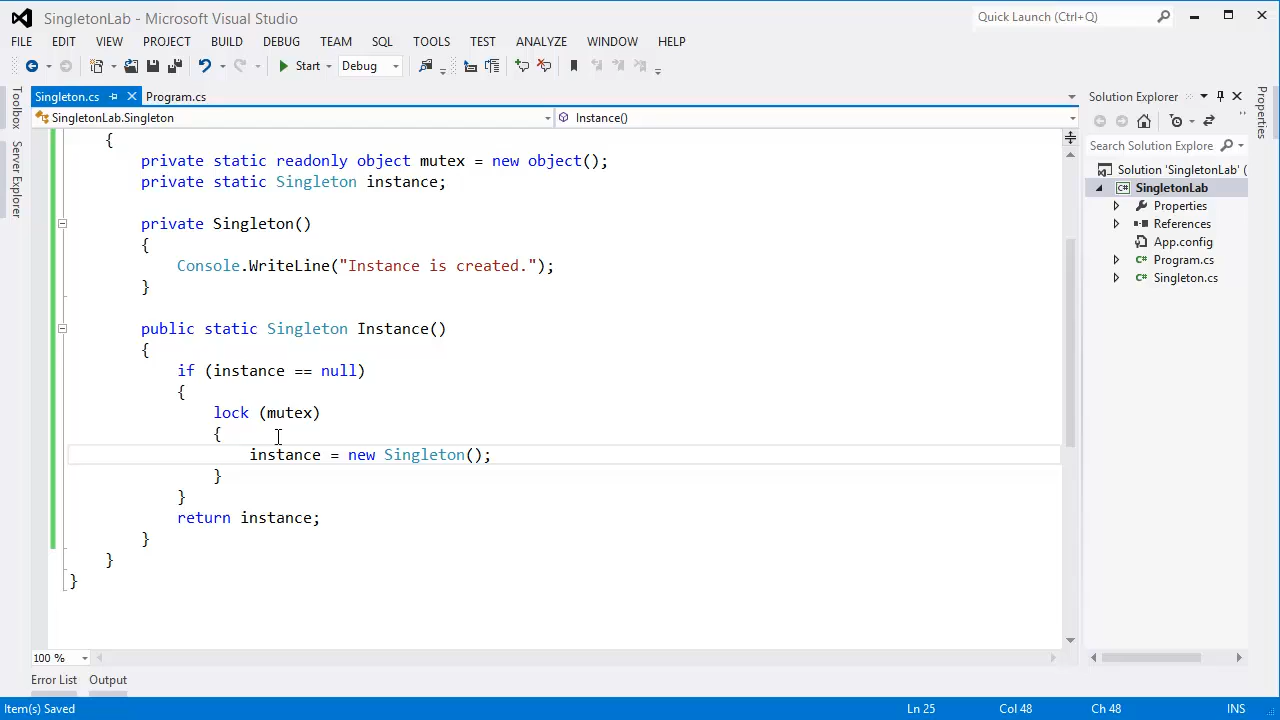 SingletonLab - Microsoft Visual Studio
Quick Launch (Ctrl+Q)
FILE EDIT VIEW PROJECT BUILD DEBUG TEAM SQL TOOLS TEST ANALYZE WINDOW HELP
Start Debug
Singleton.cs Program.cs
SingletonLab.Singleton Instance()
{
private static readonly object mutex = new object();
private static Singleton instance;
private Singleton()
{
Console.WriteLine("Instance is created.");
}
public static Singleton Instance()
{
if (instance == null)
{
lock (mutex)
{
instance = new Singleton();
}
}
return instance;
}
}
}
100 %
Toolbox
Server Explorer
Solution Explorer
Search Solution Explore
Solution 'SingletonLab' (
C# SingletonLab
Properties
References
App.config
C# Program.cs
C# Singleton.cs
Properties
Error List Output
Item(s) Saved Ln 25 Col 48 Ch 48 INS